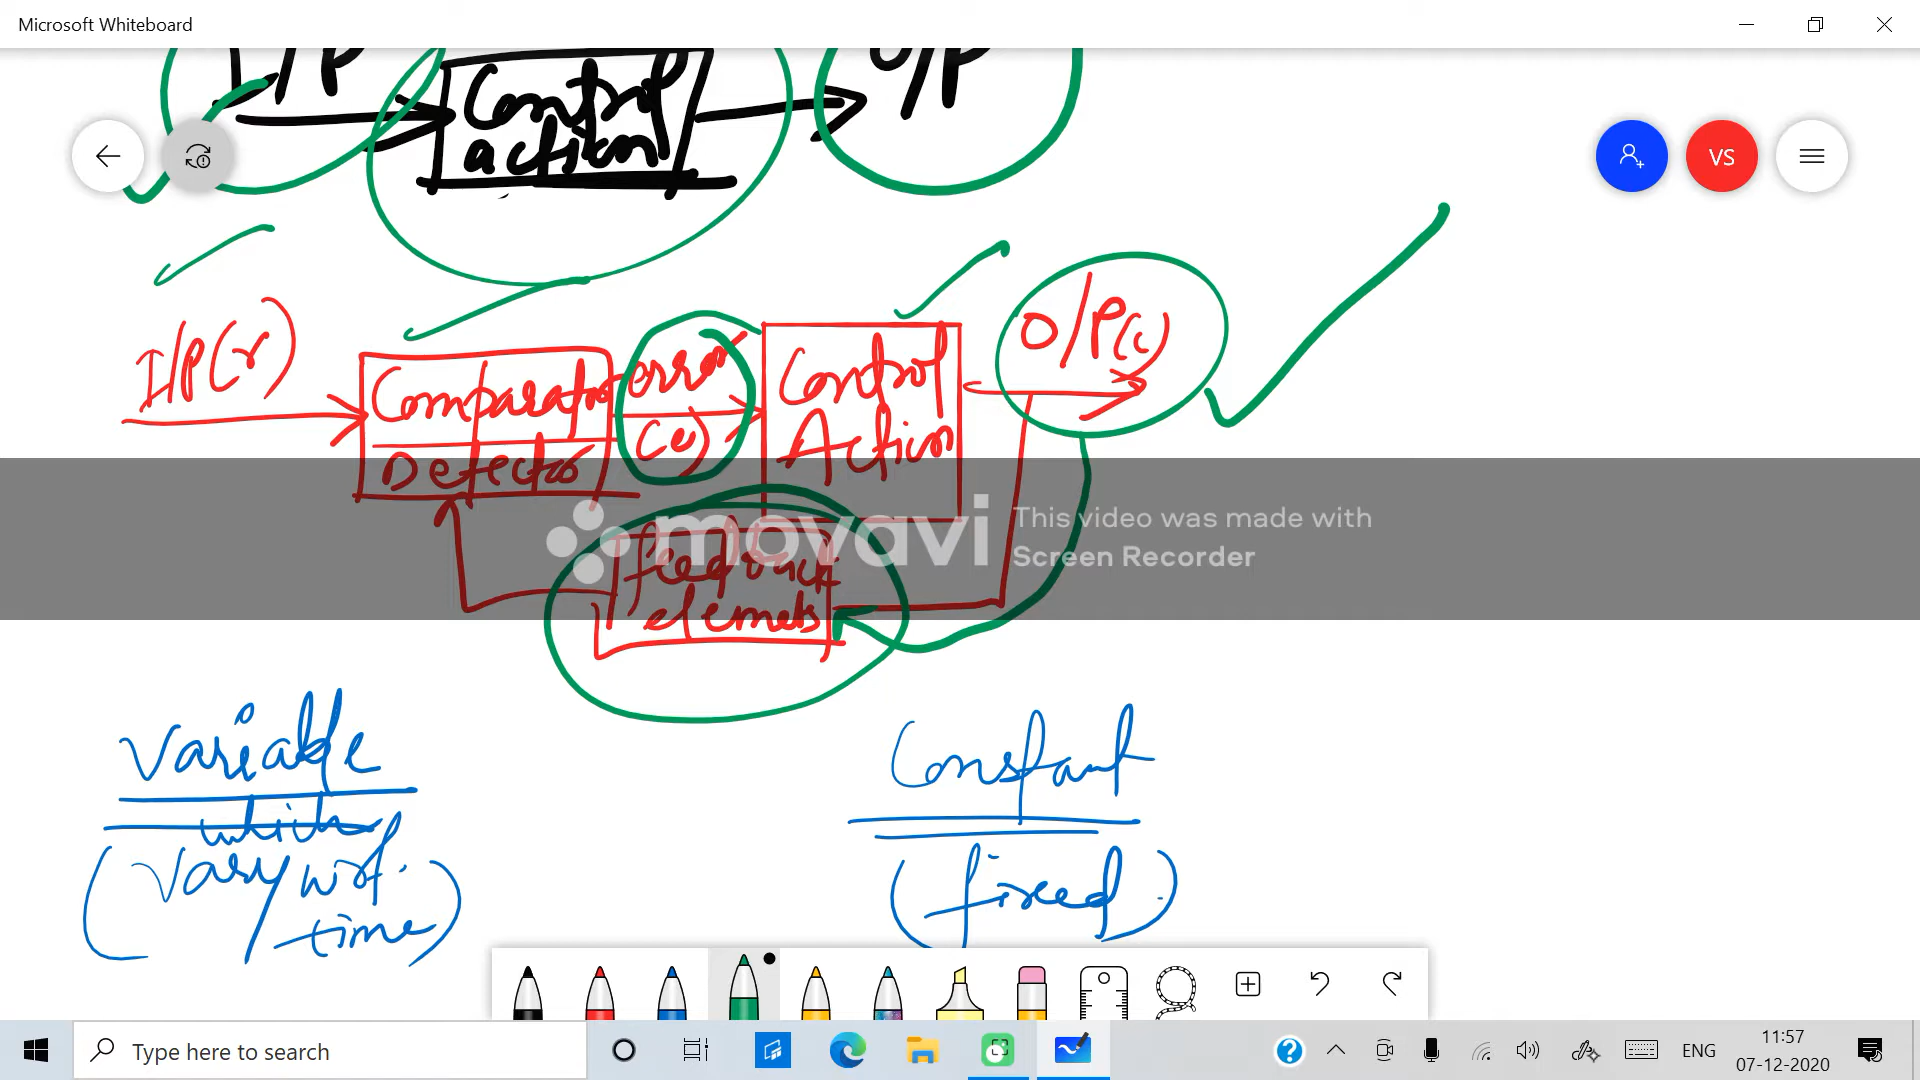 Microsoft Whiteboard
I/P
Control
action
O/P
VS
I/P(r)
Comparator
Detector
error
(e)
Control
Action
O/P(c)
movavi
This video was made with
Screen Recorder
feedback
elements
Variable
which
(vary wrt.
time)
Constant
(fixed)
Type here to search
ENG
11:57
07-12-2020